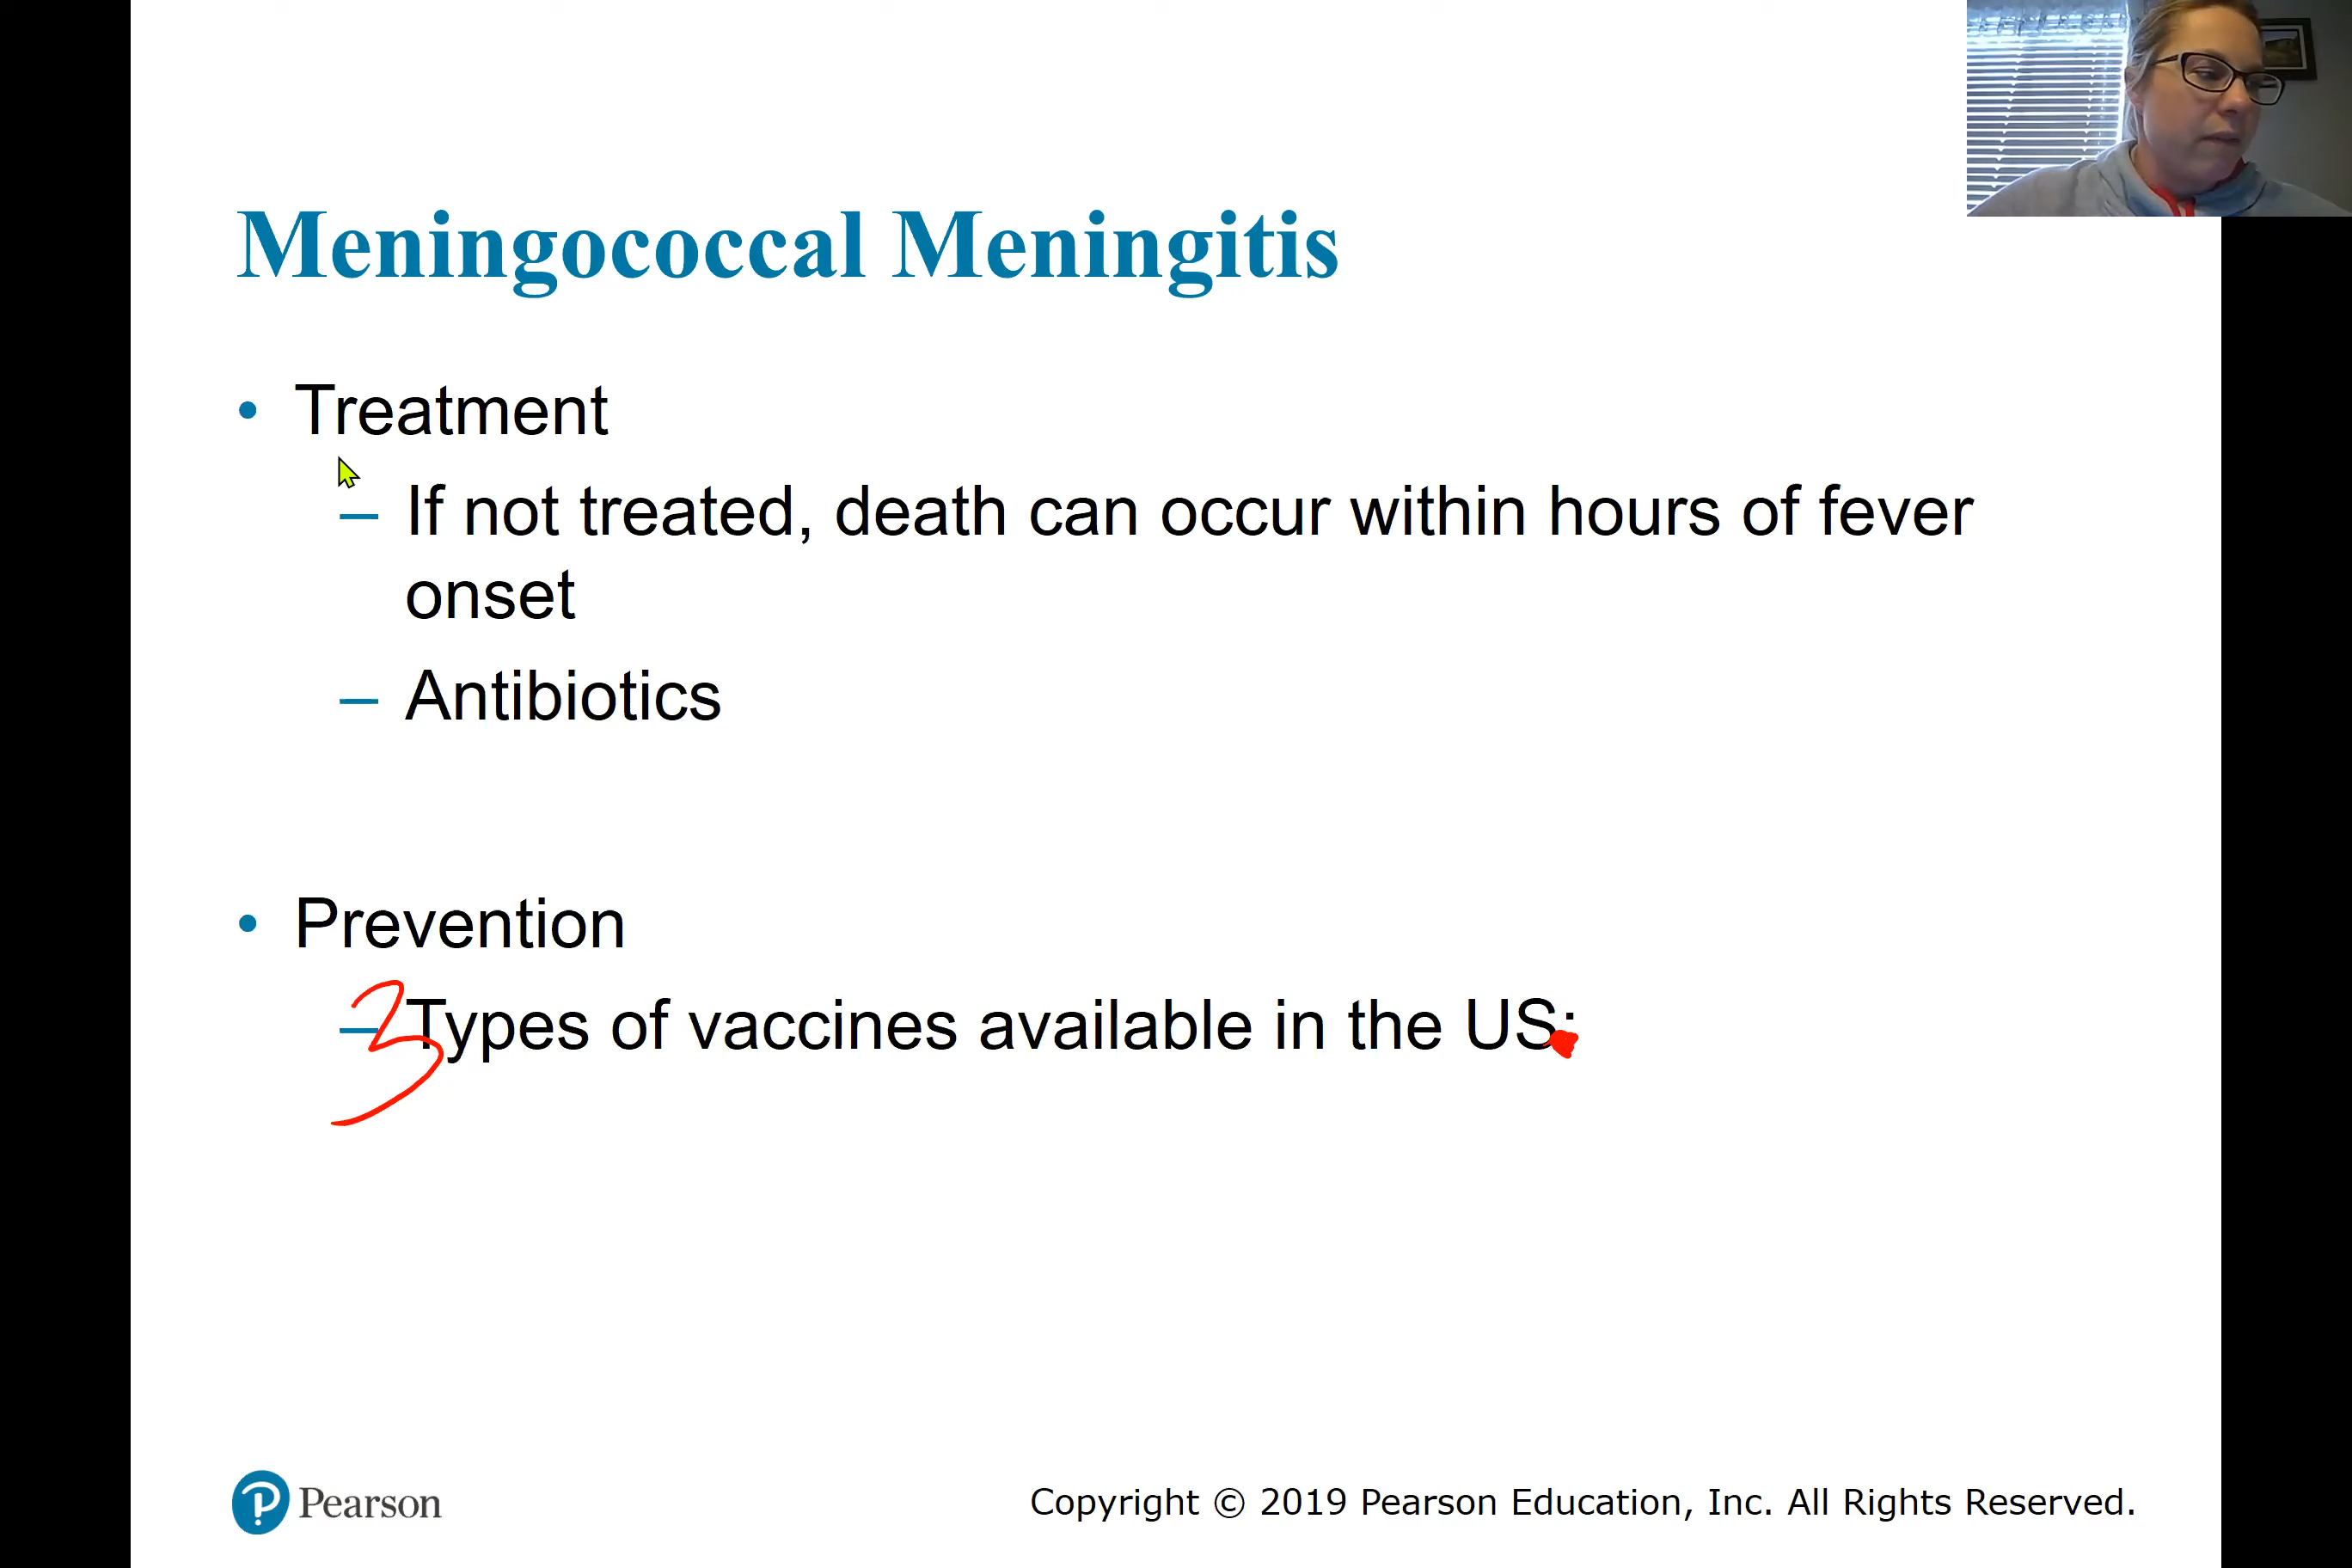 Meningococcal Meningitis
• Treatment
– If not treated, death can occur within hours of fever
onset
– Antibiotics
• Prevention
– 3 Types of vaccines available in the US:
Pearson
Copyright © 2019 Pearson Education, Inc. All Rights Reserved.